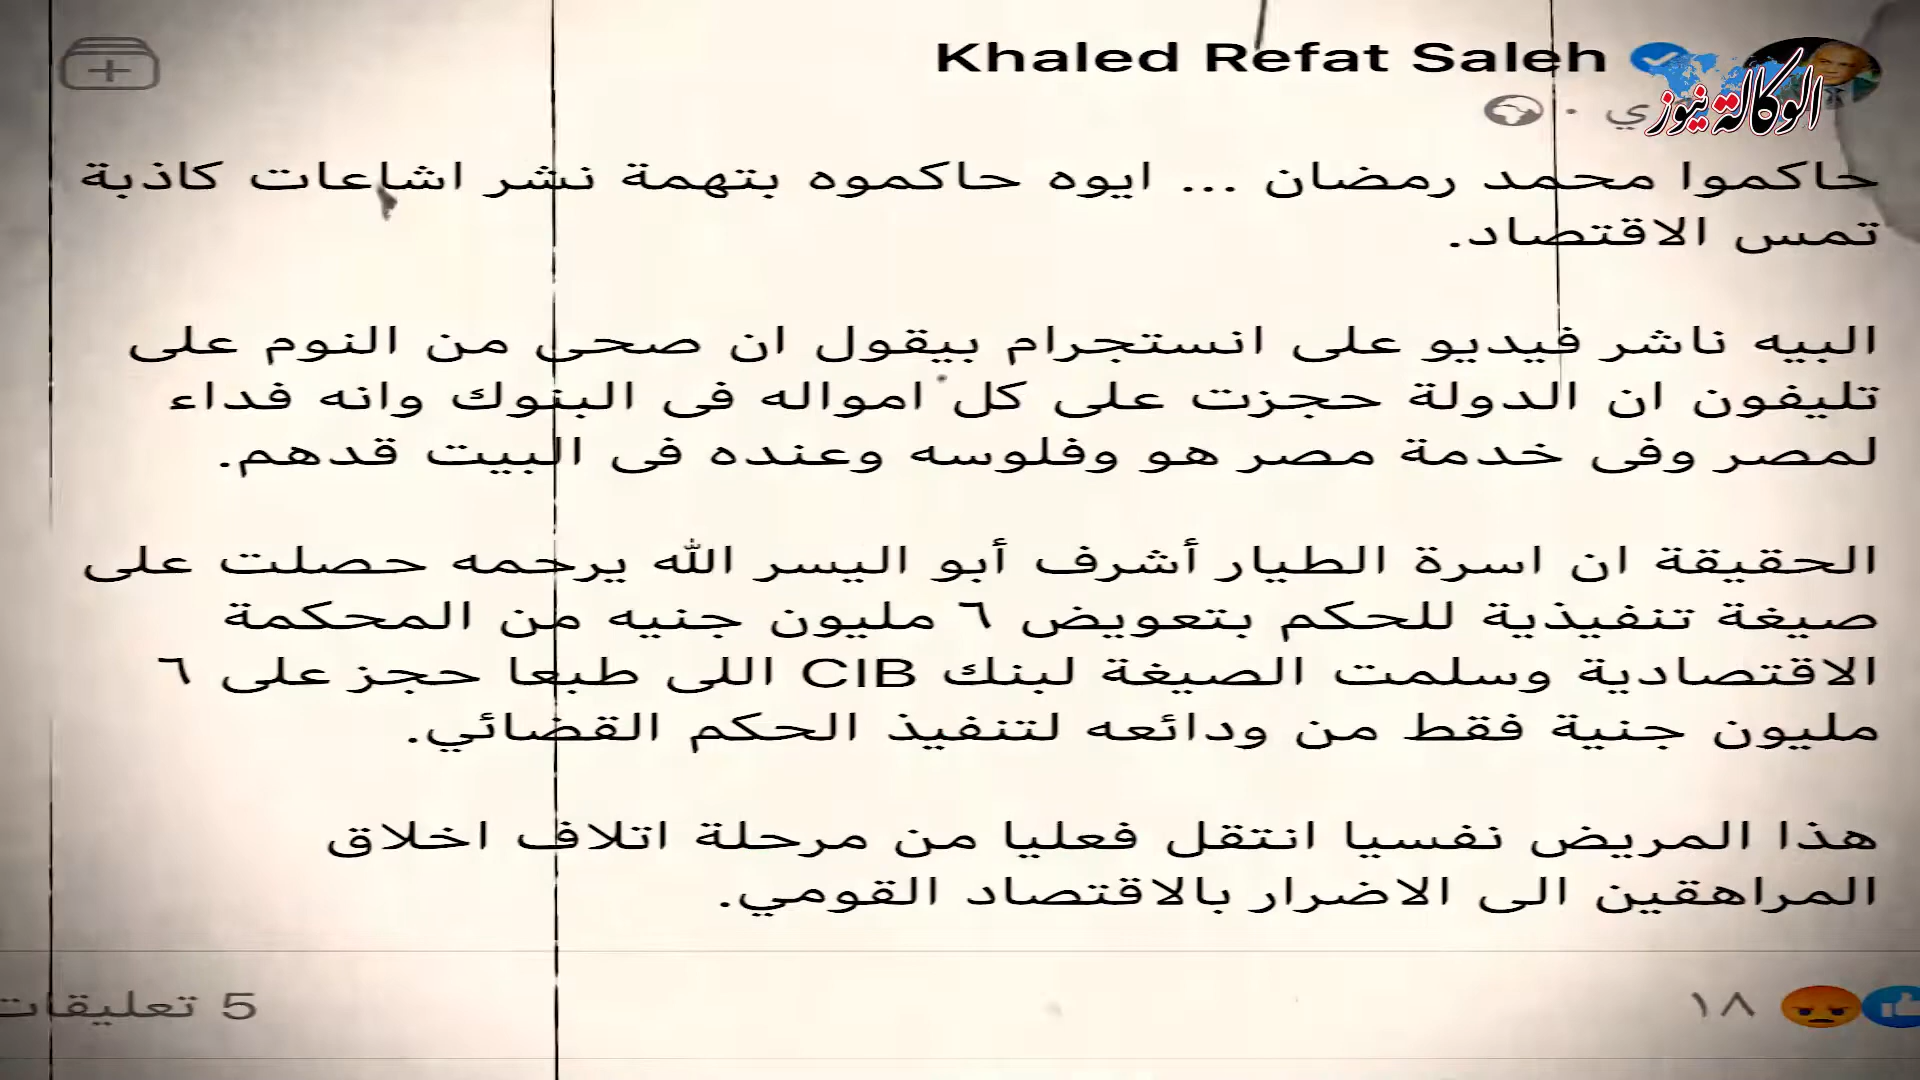 Khaled Refat Saleh
الوكالة نيوز
حاكموا محمد رمضان ... ايوه حاكموه بتهمة نشر اشاعات كاذبة
تمس الاقتصاد.
البيه ناشر فيديو على انستجرام بيقول ان صحى من النوم على
تليفون ان الدولة حجزت على كل امواله فى البنوك وانه فداء
لمصر وفى خدمة مصر هو وفلوسه وعنده فى البيت قدهم.
الحقيقة ان اسرة الطيار أشرف أبو اليسر الله يرحمه حصلت على
صيغة تنفيذية للحكم بتعويض ٦ مليون جنيه من المحكمة
الاقتصادية وسلمت الصيغة لبنك CIB اللى طبعا حجز على ٦
مليون جنية فقط من ودائعه لتنفيذ الحكم القضائي.
هذا المريض نفسيا انتقل فعليا من مرحلة اتلاف اخلاق
المراهقين الى الاضرار بالاقتصاد القومي.
١٨
5 تعليقات